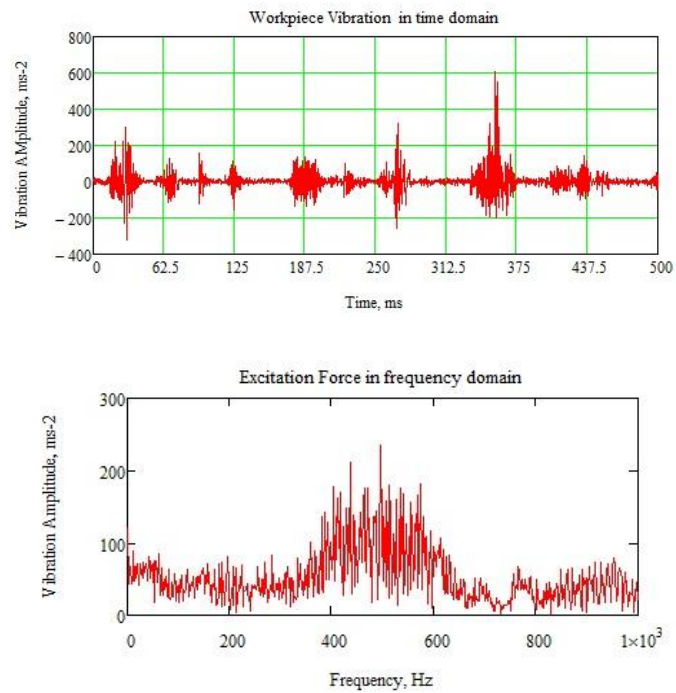 Workpiece Vibration in time domain
800
600
400
200
0
– 200
– 400
Vibration AMplitude, ms-2
0 62.5 125 187.5 250 312.5 375 437.5 500
Time, ms
Excitation Force in frequency domain
300
200
100
0
Vibration Amplitude, ms-2
0 200 400 600 800 1×10³
Frequency, Hz